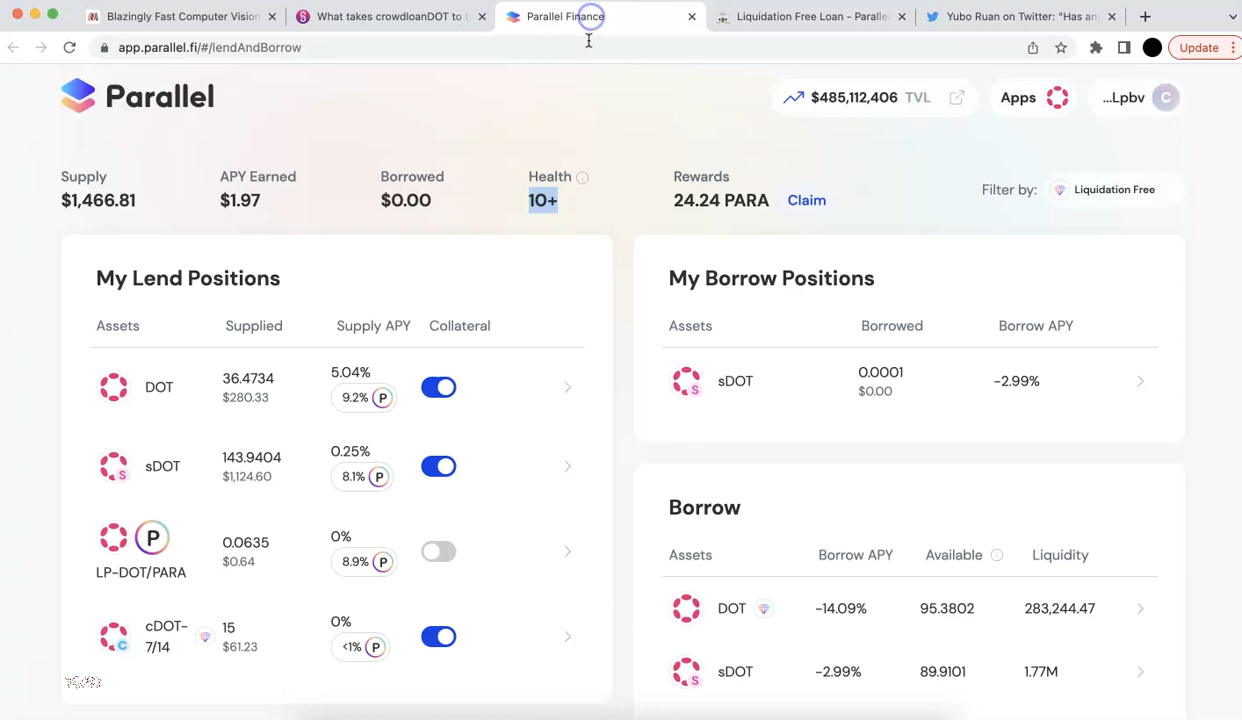 Blazingly Fast Computer Vision
What takes crowdloanDOT to t
Parallel Finance
Liquidation Free Loan - Paralle
Yubo Ruan on Twitter: "Has an
app.parallel.fi/#/lendAndBorrow
Update
Parallel
$485,112,406 TVL
Apps
...Lpbv C
Supply
$1,466.81
APY Earned
$1.97
Borrowed
$0.00
Health
10+
Rewards
24.24 PARA Claim
Filter by: Liquidation Free
My Lend Positions
Assets Supplied Supply APY Collateral
DOT
36.4734
$280.33
5.04%
9.2% P
S
sDOT
143.9404
$1,124.60
0.25%
8.1% P
P
LP-DOT/PARA
0.0635
$0.64
0%
8.9% P
C
cDOT-
7/14
15
$61.23
0%
<1% P
My Borrow Positions
Assets Borrowed Borrow APY
S
sDOT
0.0001
$0.00
-2.99%
Borrow
Assets Borrow APY Available Liquidity
DOT -14.09% 95.3802 283,244.47
S
sDOT -2.99% 89.9101 1.77M